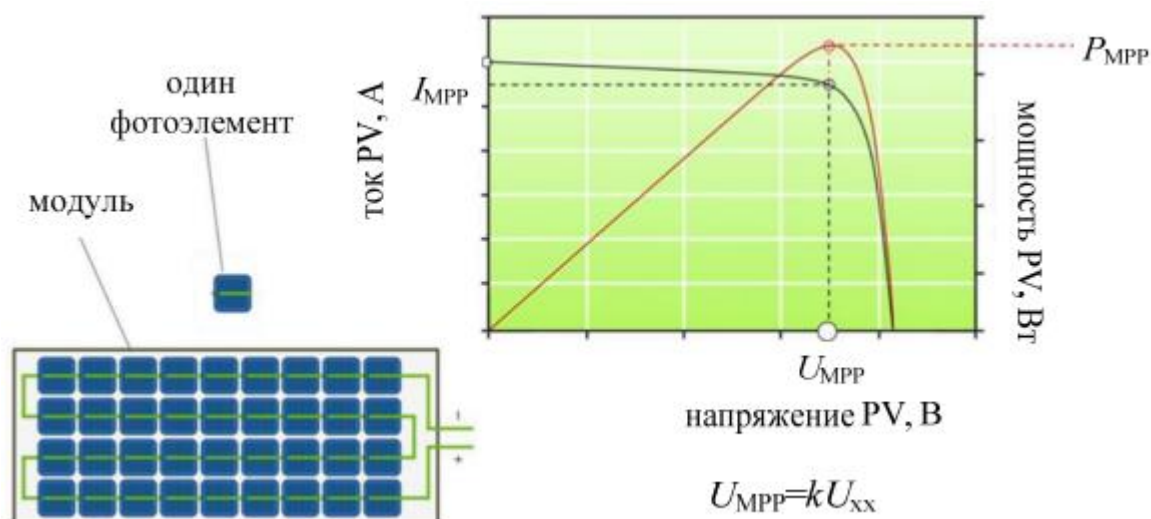 один
фотоэлемент
модуль
ток PV, А
I_MPP
P_MPP
мощность PV, Вт
U_MPP
напряжение PV, В
U_MPP=kU_xx
-
+